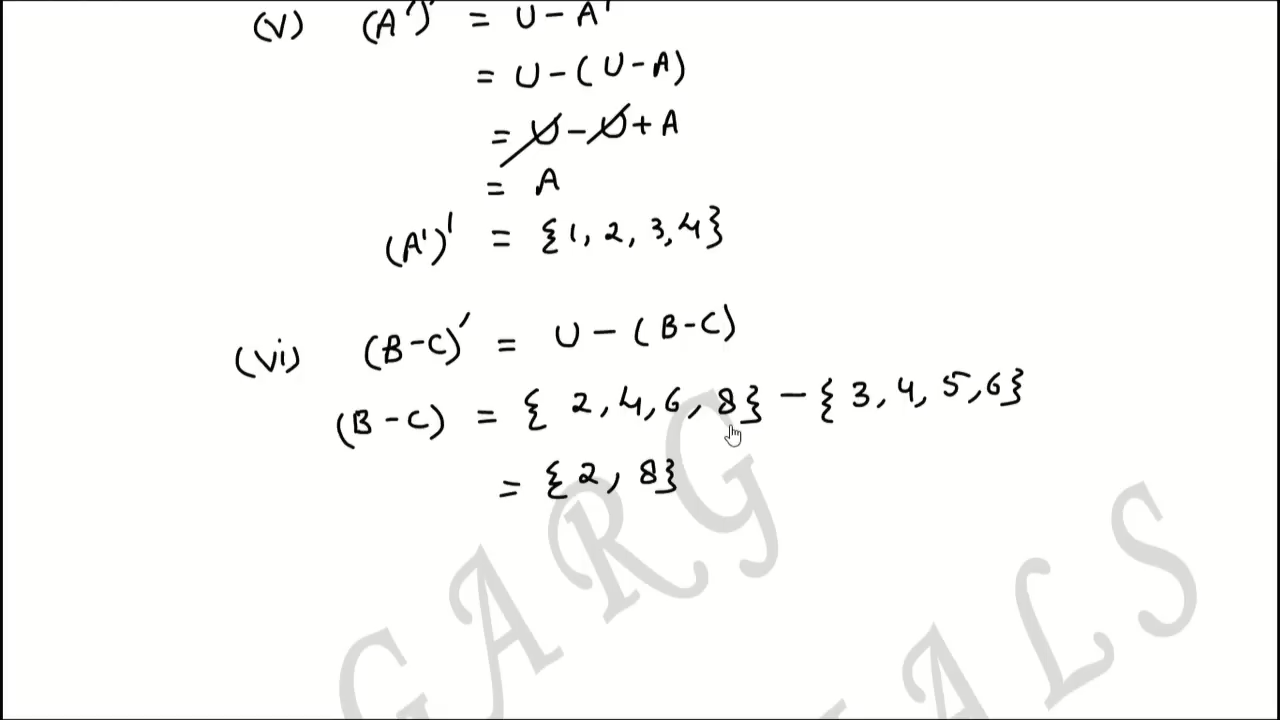 (v) (A')' = U - A'
= U - (U - A)
= U - U + A
= A
(A')' = {1, 2, 3, 4}
(vi) (B - C)' = U - (B - C)
(B - C) = { 2, 4, 6, 8} - { 3, 4, 5, 6}
= {2, 8}
GARG
ALS